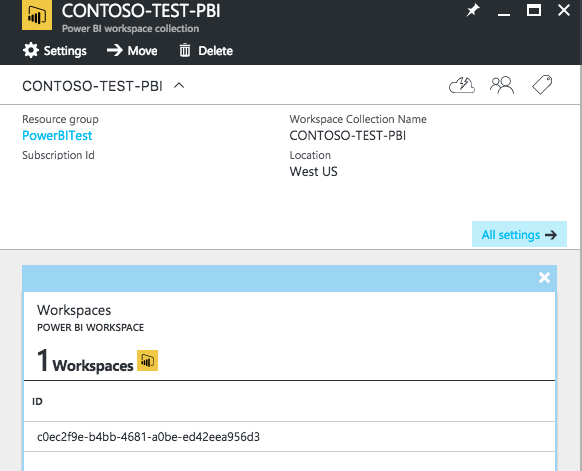 CONTOSO-TEST-PBI
Power BI workspace collection
Settings Move Delete
CONTOSO-TEST-PBI
Resource group Workspace Collection Name
PowerBITest CONTOSO-TEST-PBI
Subscription Id Location
West US
All settings
Workspaces
POWER BI WORKSPACE
1 Workspaces
ID
c0ec2f9e-b4bb-4681-a0be-ed42eea956d3